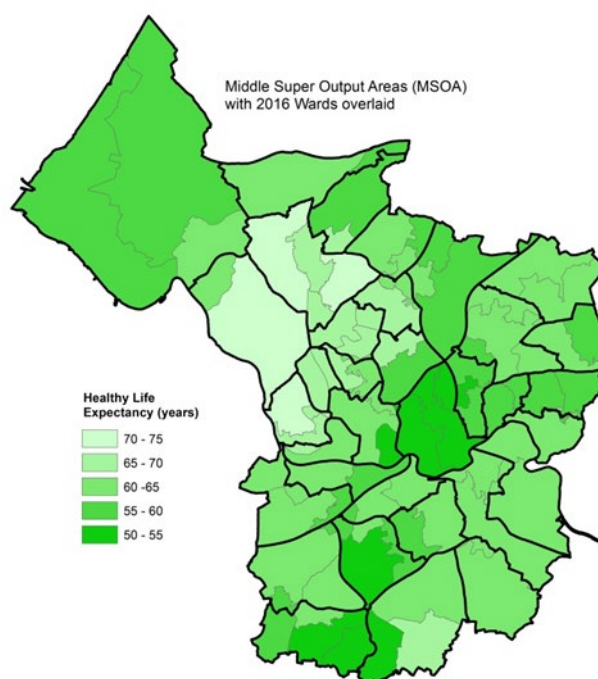 Middle Super Output Areas (MSOA)
with 2016 Wards overlaid
Healthy Life
Expectancy (years)
70 - 75
65 - 70
60 -65
55 - 60
50 - 55